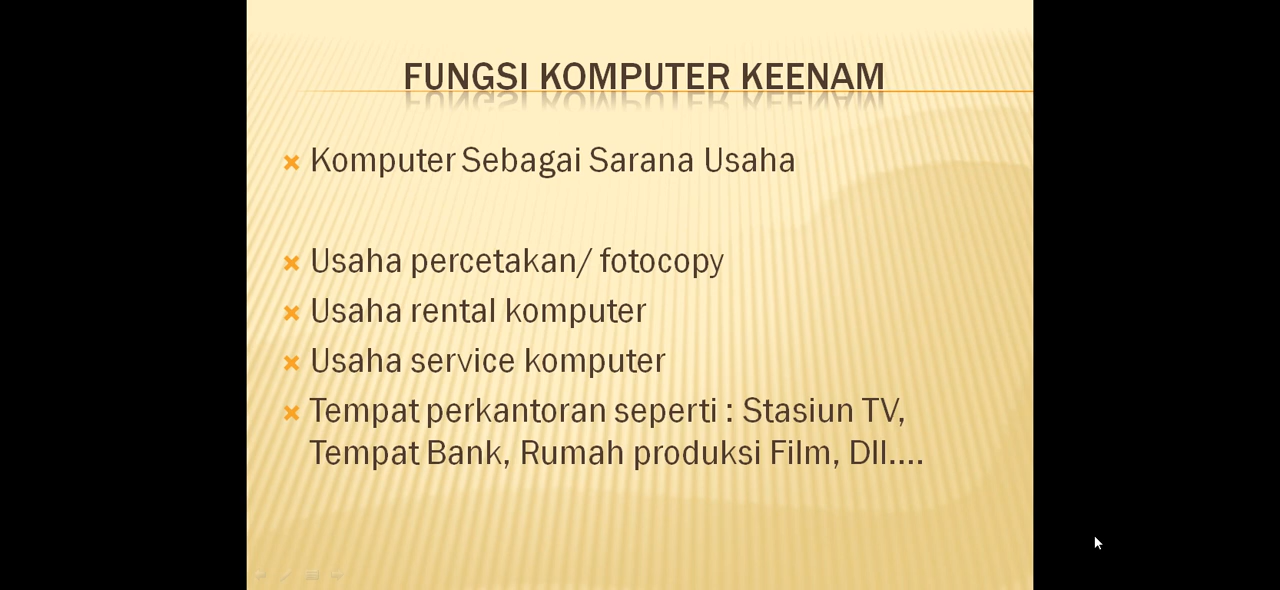 FUNGSI KOMPUTER KEENAM
Komputer Sebagai Sarana Usaha
Usaha percetakan/ fotocopy
Usaha rental komputer
Usaha service komputer
Tempat perkantoran seperti : Stasiun TV,
Tempat Bank, Rumah produksi Film, Dll....